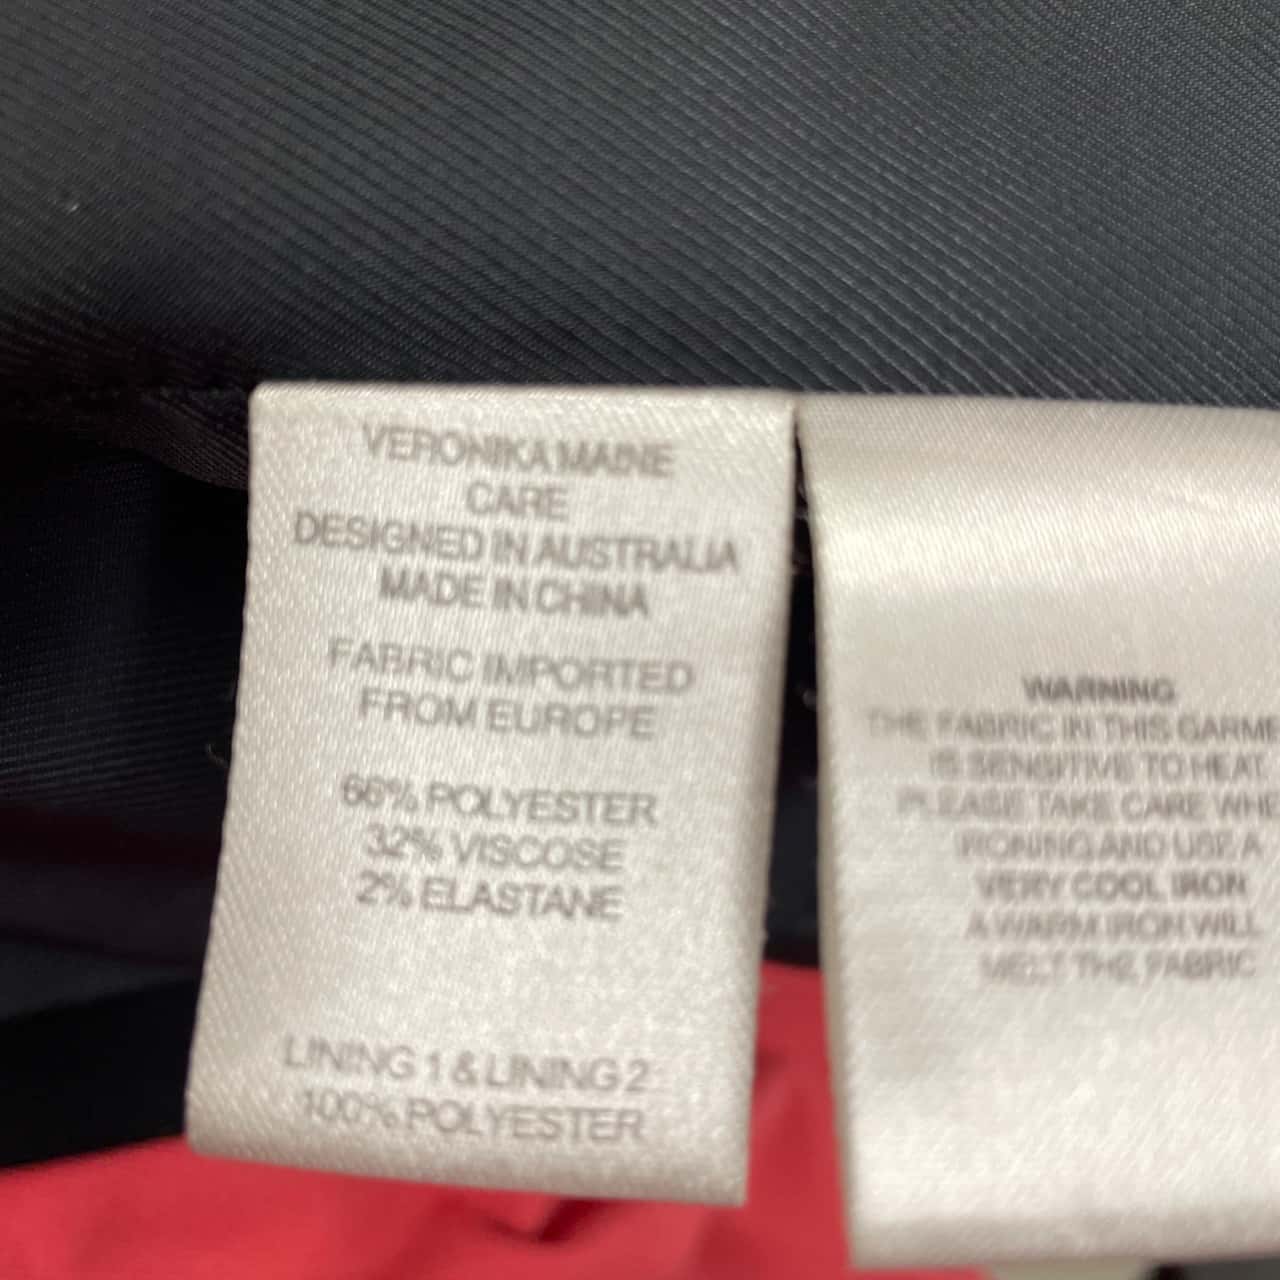 VERONIKA MAINE
CARE
DESIGNED IN AUSTRALIA
MADE IN CHINA
FABRIC IMPORTED
FROM EUROPE
66% POLYESTER
32% VISCOSE
2% ELASTANE
LINING 1 & LINING 2
100% POLYESTER
WARNING
THE FABRIC IN THIS GARME
IS SENSITIVE TO HEAT.
PLEASE TAKE CARE WHE
IRONING AND USE A
VERY COOL IRON
A WARM IRON WILL
MELT THE FABRIC